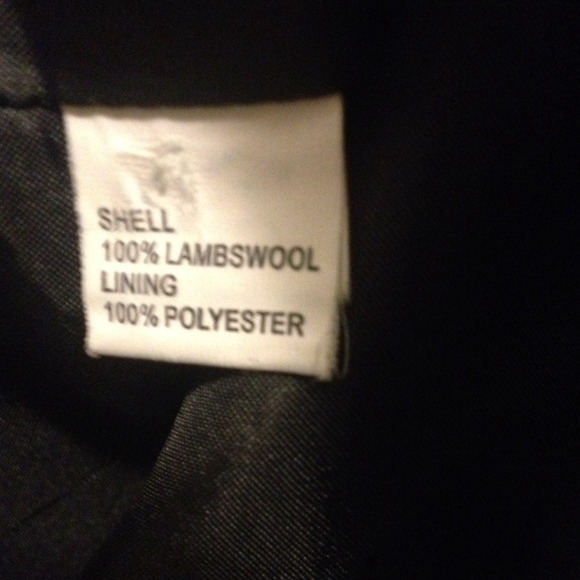 SHELL
100% LAMBSWOOL
LINING
100% POLYESTER